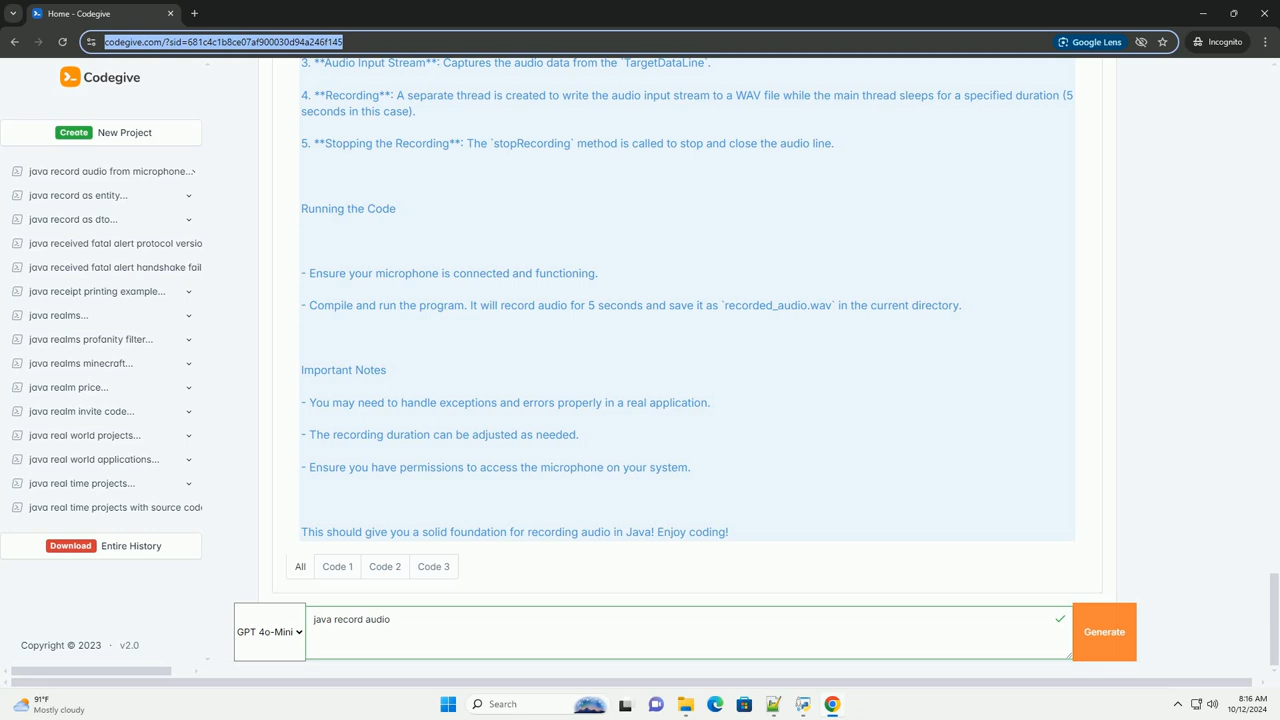 Home - Codegive
codegive.com/?sid=681c4c1b8ce07af900030d94a246f145
Google Lens
Incognito
Codegive
Create New Project
java record audio from microphone...
java record as entity...
java record as dto...
java received fatal alert protocol versio
java received fatal alert handshake fail
java receipt printing example...
java realms...
java realms profanity filter...
java realms minecraft...
java realm price...
java realm invite code...
java real world projects...
java real world applications...
java real time projects...
java real time projects with source code
Download Entire History
Copyright © 2023 · v2.0
3. **Audio Input Stream**: Captures the audio data from the `TargetDataLine`.
4. **Recording**: A separate thread is created to write the audio input stream to a WAV file while the main thread sleeps for a specified duration (5
seconds in this case).
5. **Stopping the Recording**: The `stopRecording` method is called to stop and close the audio line.
Running the Code
- Ensure your microphone is connected and functioning.
- Compile and run the program. It will record audio for 5 seconds and save it as `recorded_audio.wav` in the current directory.
Important Notes
- You may need to handle exceptions and errors properly in a real application.
- The recording duration can be adjusted as needed.
- Ensure you have permissions to access the microphone on your system.
This should give you a solid foundation for recording audio in Java! Enjoy coding!
All Code 1 Code 2 Code 3
GPT 4o-Mini
java record audio
Generate
91°F
Mostly cloudy
Search
8:16 AM
10/12/2024